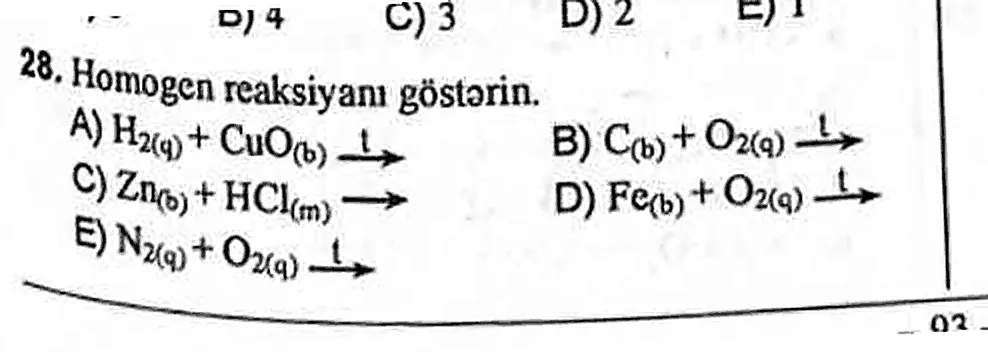 B) 4 C) 3 D) 2 E) 1
28. Homogen reaksiyanı göstərin.
A) H₂(q) + CuO(b) —t→ B) C(b) + O₂(q) —t→
C) Zn(b) + HCl(m) ⟶ D) Fe(b) + O₂(q) —t→
E) N₂(q) + O₂(q) —t→